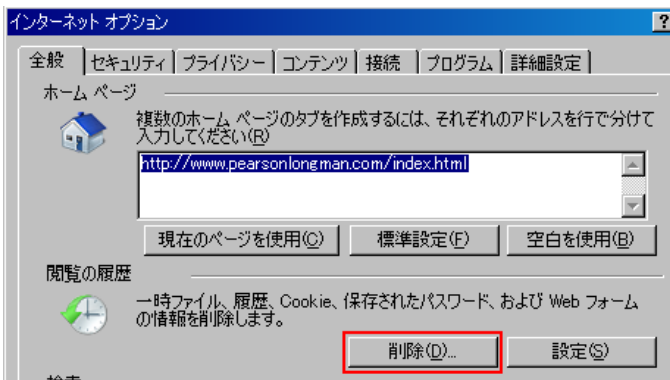 インターネット オプション
全般 セキュリティ プライバシー コンテンツ 接続 プログラム 詳細設定
ホーム ページ
複数のホーム ページのタブを作成するには、それぞれのアドレスを行で分けて
入力してください(R)
http://www.pearsonlongman.com/index.html
現在のページを使用(C) 標準設定(F) 空白を使用(B)
閲覧の履歴
一時ファイル、履歴、Cookie、保存されたパスワード、および Web フォーム
の情報を削除します。
削除(D)... 設定(S)